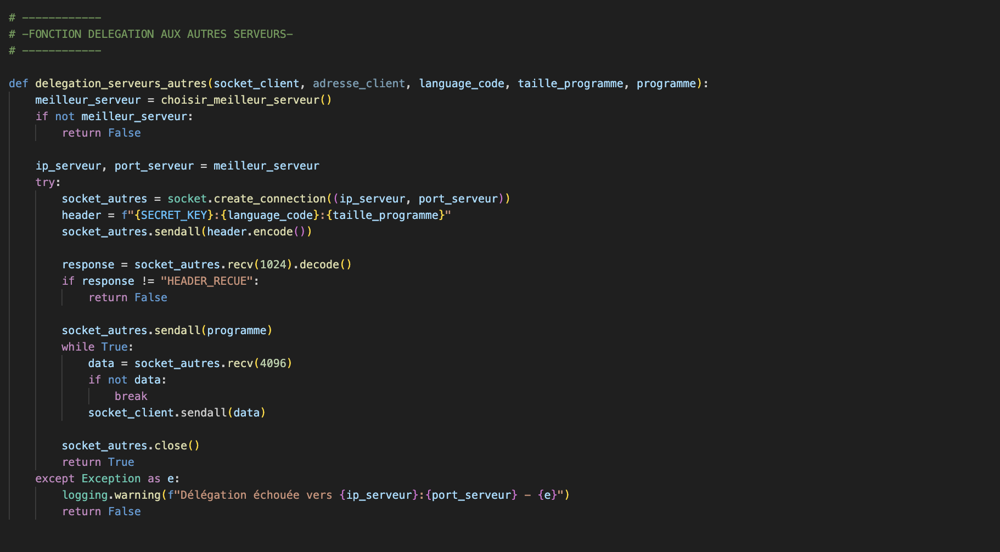 # ------------
# -FONCTION DELEGATION AUX AUTRES SERVEURS-
# ------------
def delegation_serveurs_autres(socket_client, adresse_client, language_code, taille_programme, programme):
    meilleur_serveur = choisir_meilleur_serveur()
    if not meilleur_serveur:
        return False
    ip_serveur, port_serveur = meilleur_serveur
    try:
        socket_autres = socket.create_connection((ip_serveur, port_serveur))
        header = f"{SECRET_KEY}:{language_code}:{taille_programme}"
        socket_autres.sendall(header.encode())
        response = socket_autres.recv(1024).decode()
        if response != "HEADER_RECUE":
            return False
        socket_autres.sendall(programme)
        while True:
            data = socket_autres.recv(4096)
            if not data:
                break
            socket_client.sendall(data)
        socket_autres.close()
        return True
    except Exception as e:
        logging.warning(f"Délégation échouée vers {ip_serveur}:{port_serveur} - {e}")
        return False